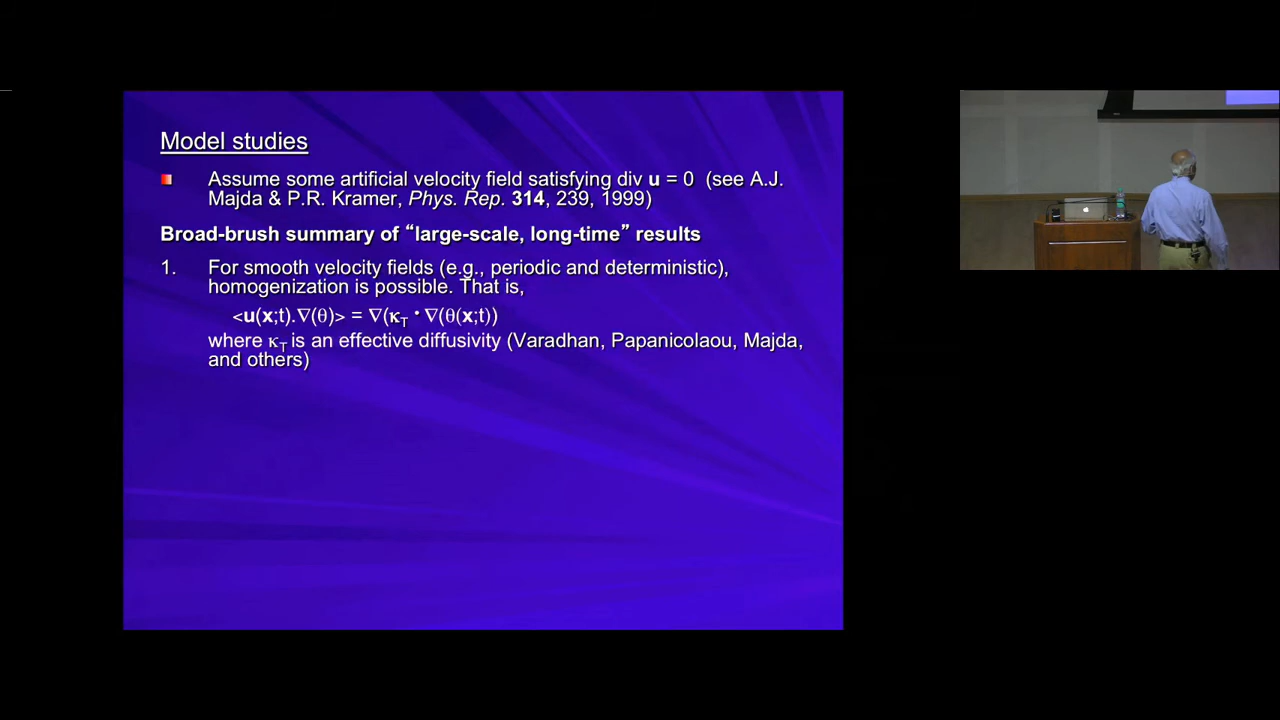 Model studies
Assume some artificial velocity field satisfying div u = 0 (see A.J.
Majda & P.R. Kramer, Phys. Rep. 314, 239, 1999)
Broad-brush summary of “large-scale, long-time” results
1. For smooth velocity fields (e.g., periodic and deterministic),
homogenization is possible. That is,
<u(x;t).∇(θ)> = ∇(κT · ∇(θ(x;t))
where κT is an effective diffusivity (Varadhan, Papanicolaou, Majda,
and others)